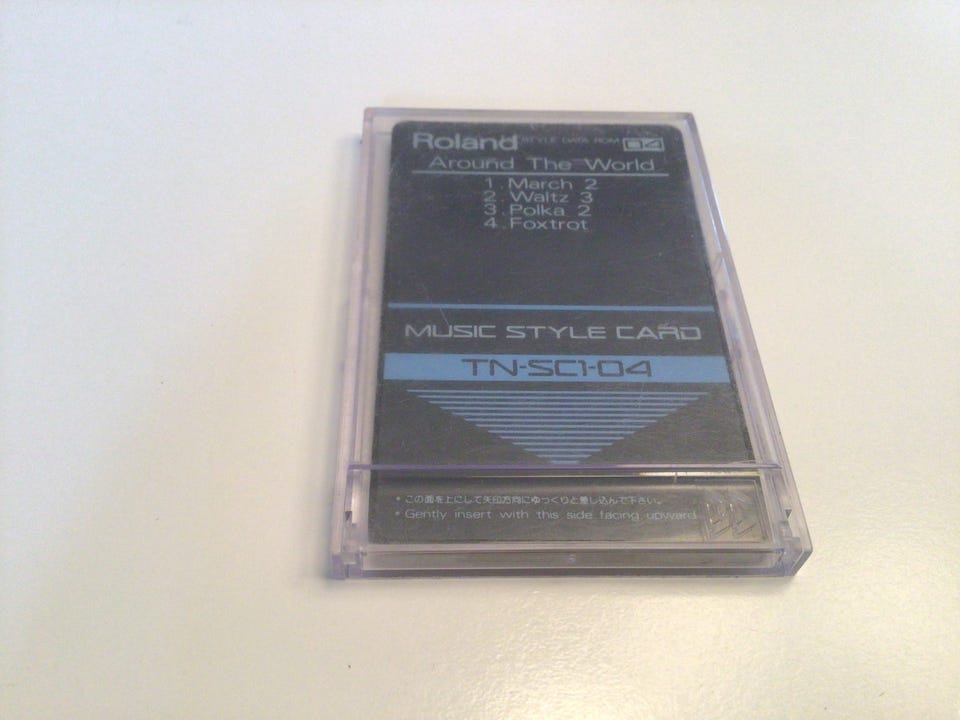 Roland STYLE DATA ROM 04
Around The World
1. March 2
2. Waltz 3
3. Polka 2
4. Foxtrot
MUSIC STYLE CARD
TN-SC1-04
* この面を上にして矢印方向にゆっくりと差し込んで下さい。
* Gently insert with this side facing upward.